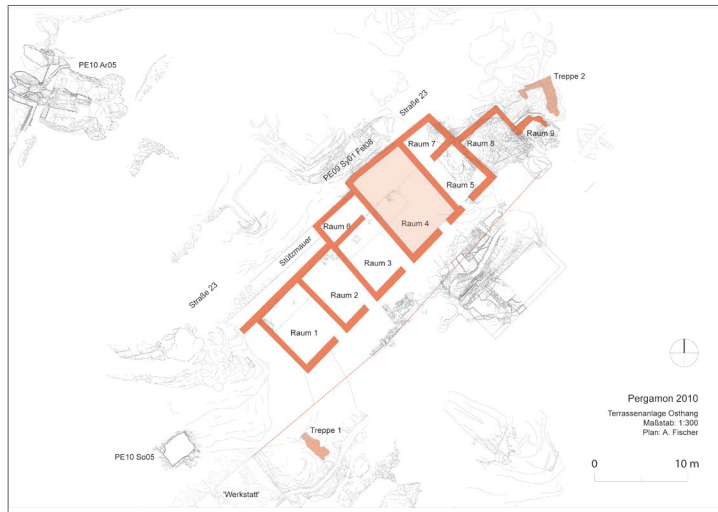 PE10 Ar05
Treppe 2
Straße 23
Raum 7
Raum 8
Raum 9
PE09 Sy01 Fst08
Raum 5
Raum 4
Raum 6
Stützmauer
Raum 3
Straße 23
Raum 2
Raum 1
Treppe 1
PE10 So05
'Werkstatt'
Pergamon 2010
Terrassenanlage Osthang
Maßstab: 1:300
Plan: A. Fischer
0 10 m